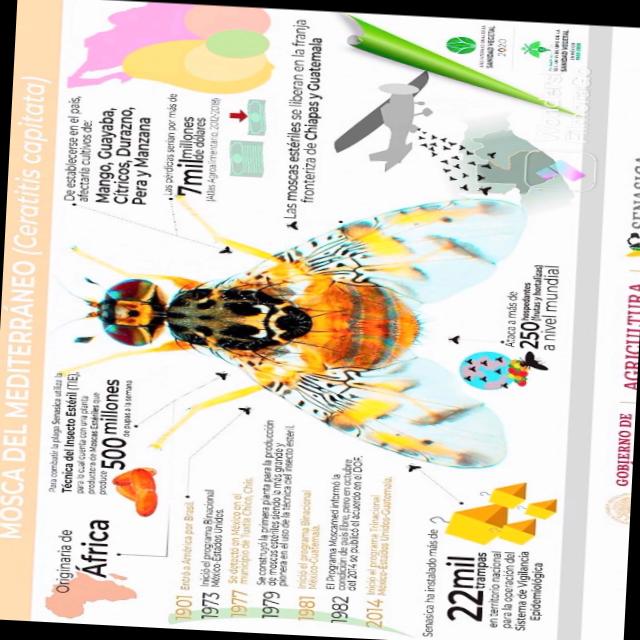 MOSCA DEL MEDITERRÁNEO (Ceratitis capitata)
Originaria de
África
Para combatir la plaga Senasica utiliza la
Técnica del Insecto Estéril (TIE),
para lo cual cuenta con una planta
productora de Moscas Estériles que
produce 500 millones
de pupas a la semana
De establecerse en el país,
afectaría cultivos de:
Mango, Guayaba,
Cítricos, Durazno,
Pera y Manzana
Las pérdidas serían por más de
7mil millones
de dólares
(Atlas Agroalimentario, 2012-2018)
Las moscas estériles se liberan en la franja
fronteriza de Chiapas y Guatemala
1901 Entró a América por Brasil.
1973 Inició el programa Binacional
México-Estados Unidos.
1977 Se detectó en México en el
municipio de Tuxtla Chico, Chis.
1979 Se construyó la primera planta para la producción
de moscas estériles siendo la más grande y
pionera en el uso de la técnica del insecto estéril.
1981 Inició el programa Binacional
México-Guatemala.
1982 El Programa Moscamed informó la
condición de país libre, pero en octubre
del 2014 se publicó el acuerdo en el DOF.
2014 Inicio el programa Trinacional
México-Estados Unidos-Guatemala.
Senasica ha instalado más de
22mil
trampas
en territorio nacional
para la operación del
Sistema de Vigilancia
Epidemiológica
Ataca a más de
250 hospedantes
(frutas y hortalizas)
a nivel mundial
SANIDAD VEGETAL
2020
GOBIERNO DE
AGRICULTURA
SENASICA